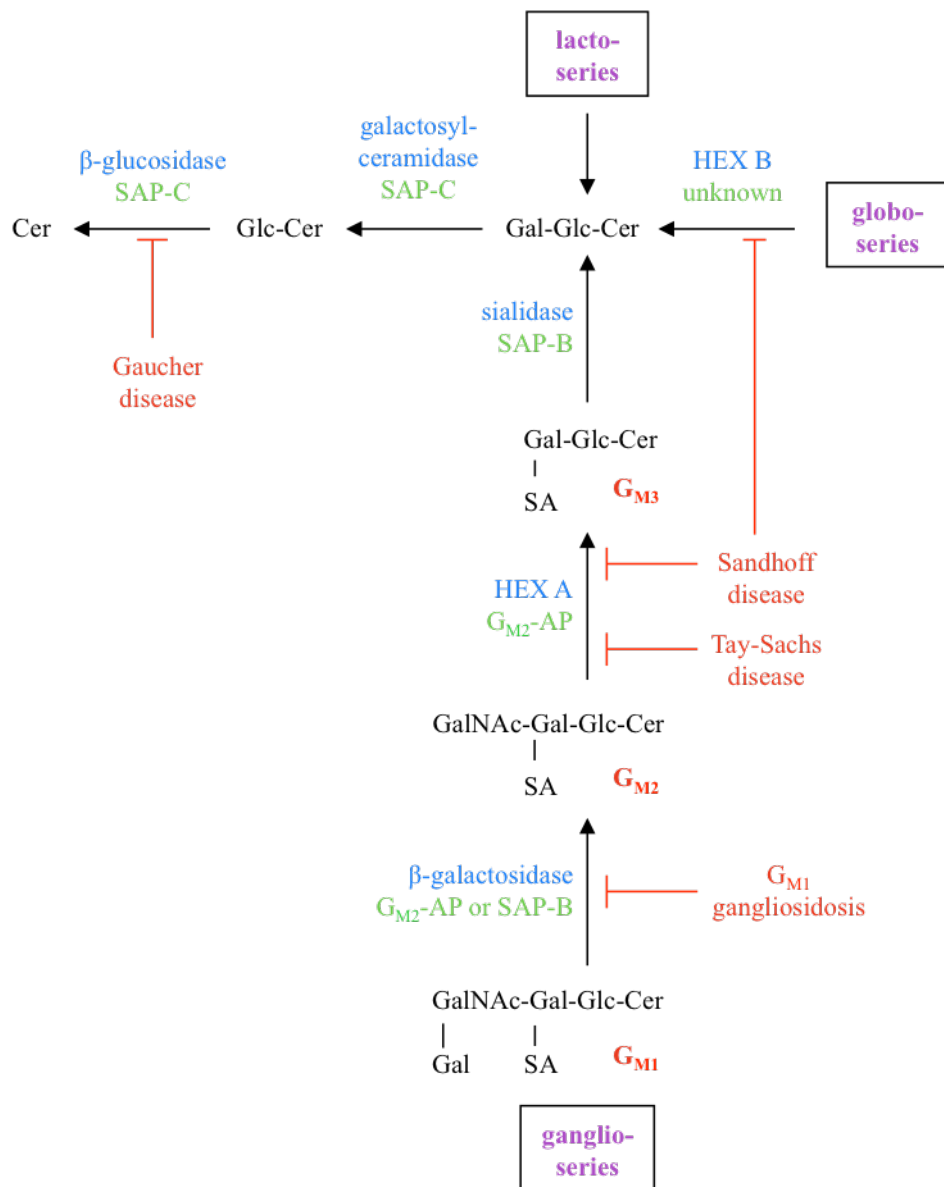 lacto-
series
β-glucosidase
SAP-C
galactosyl-
ceramidase
SAP-C
HEX B
unknown
globo-
series
Cer
Glc-Cer
Gal-Glc-Cer
sialidase
SAP-B
Gaucher
disease
Gal-Glc-Cer
SA
GM3
HEX A
GM2-AP
Sandhoff
disease
Tay-Sachs
disease
GalNAc-Gal-Glc-Cer
SA
GM2
β-galactosidase
GM2-AP or SAP-B
GM1
gangliosidosis
GalNAc-Gal-Glc-Cer
Gal
SA
GM1
ganglio-
series